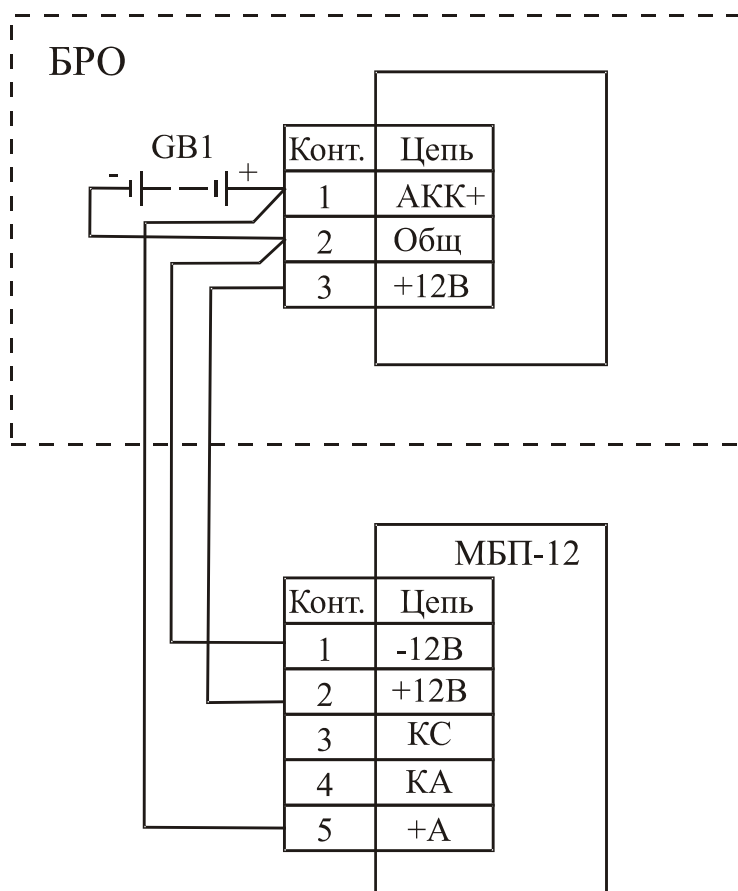 БРО
GB1
- +
Конт. Цепь
1 АКК+
2 Общ
3 +12В
МБП-12
Конт. Цепь
1 -12В
2 +12В
3 КС
4 КА
5 +А